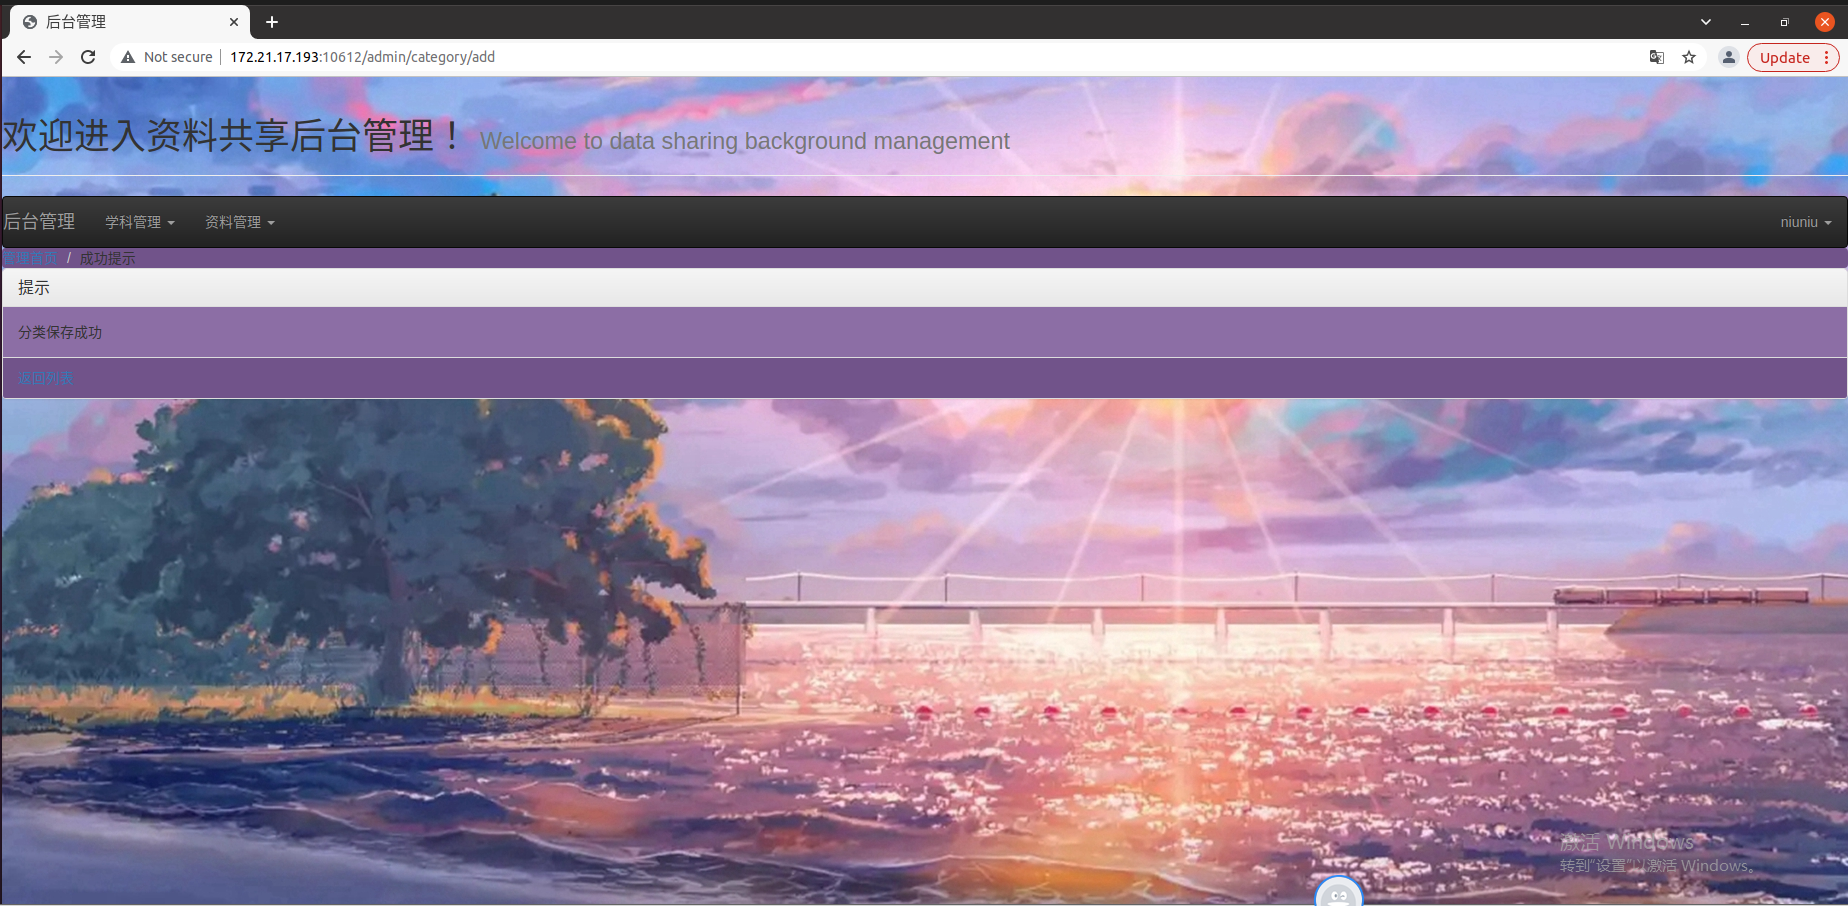 后台管理
Not secure 172.21.17.193:10612/admin/category/add
Update
欢迎进入资料共享后台管理！ Welcome to data sharing background management
后台管理 学科管理 资料管理 niuniu
管理首页 / 成功提示
提示
分类保存成功
返回列表
激活 Windows
转到"设置"以激活 Windows。